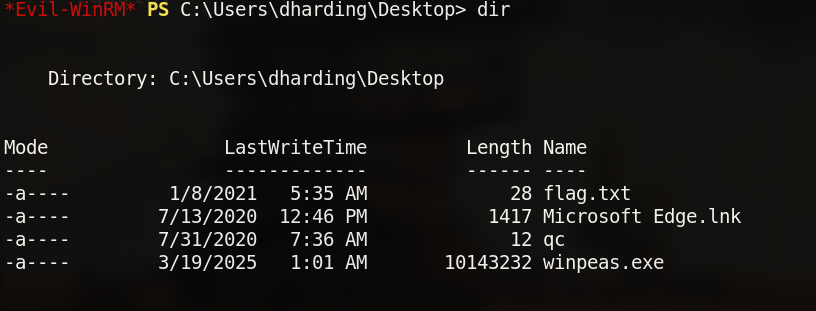 *Evil-WinRM* PS C:\Users\dharding\Desktop> dir
Directory: C:\Users\dharding\Desktop
Mode LastWriteTime Length Name
---- ------------- ------ ----
-a---- 1/8/2021 5:35 AM 28 flag.txt
-a---- 7/13/2020 12:46 PM 1417 Microsoft Edge.lnk
-a---- 7/31/2020 7:36 AM 12 qc
-a---- 3/19/2025 1:01 AM 10143232 winpeas.exe